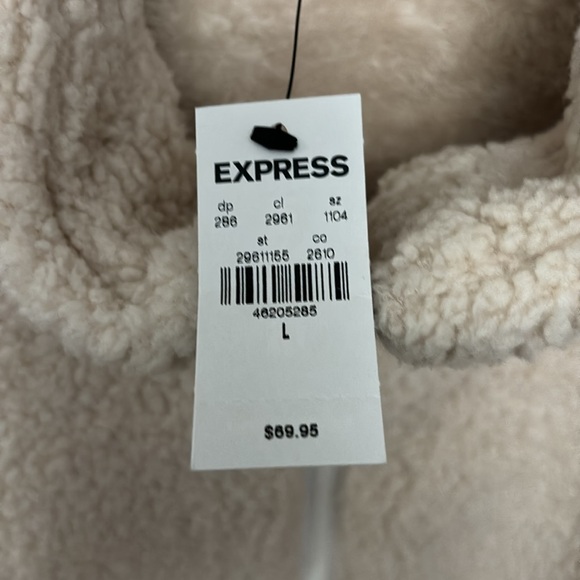 EXPRESS
dp cl sz
286 2961 1104
st co
29611155 2610
46205285
L
$69.95